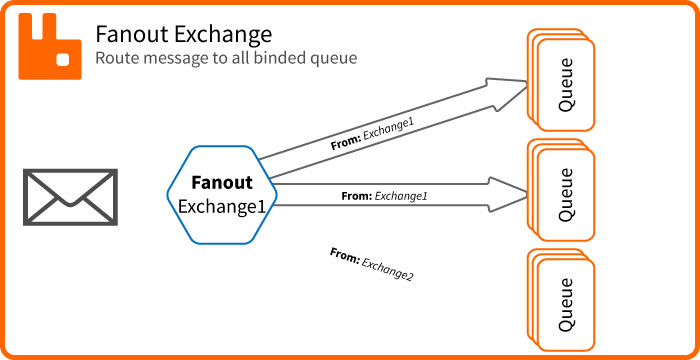 Fanout Exchange
Route message to all binded queue
Queue
From: Exchange1
Fanout
Exchange1
From: Exchange1
Queue
From: Exchange2
Queue